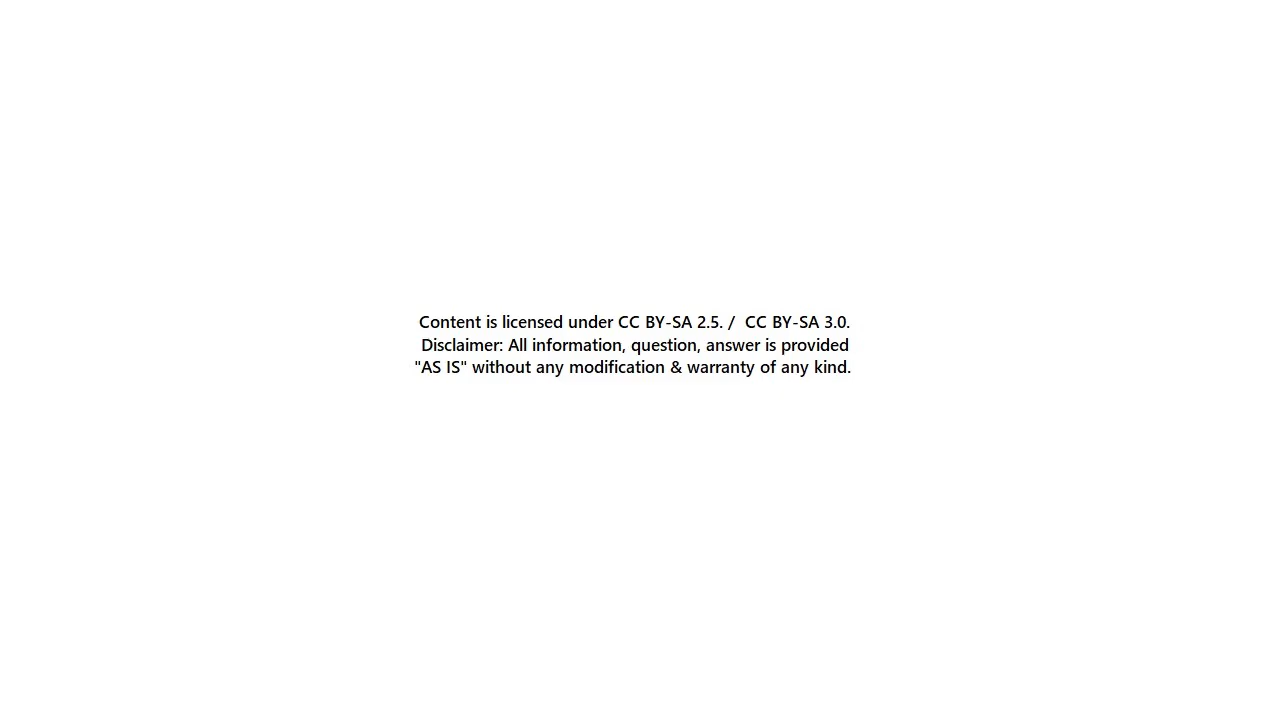 Content is licensed under CC BY-SA 2.5. /  CC BY-SA 3.0.
Disclaimer: All information, question, answer is provided
"AS IS" without any modification & warranty of any kind.